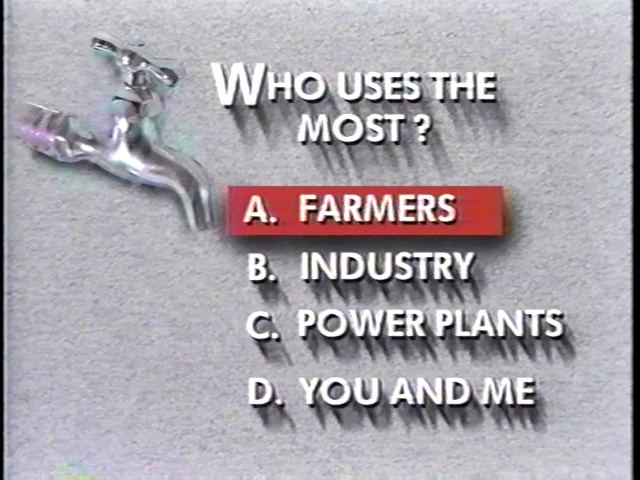 WHO USES THE
MOST?
A. FARMERS
B. INDUSTRY
C. POWER PLANTS
D. YOU AND ME